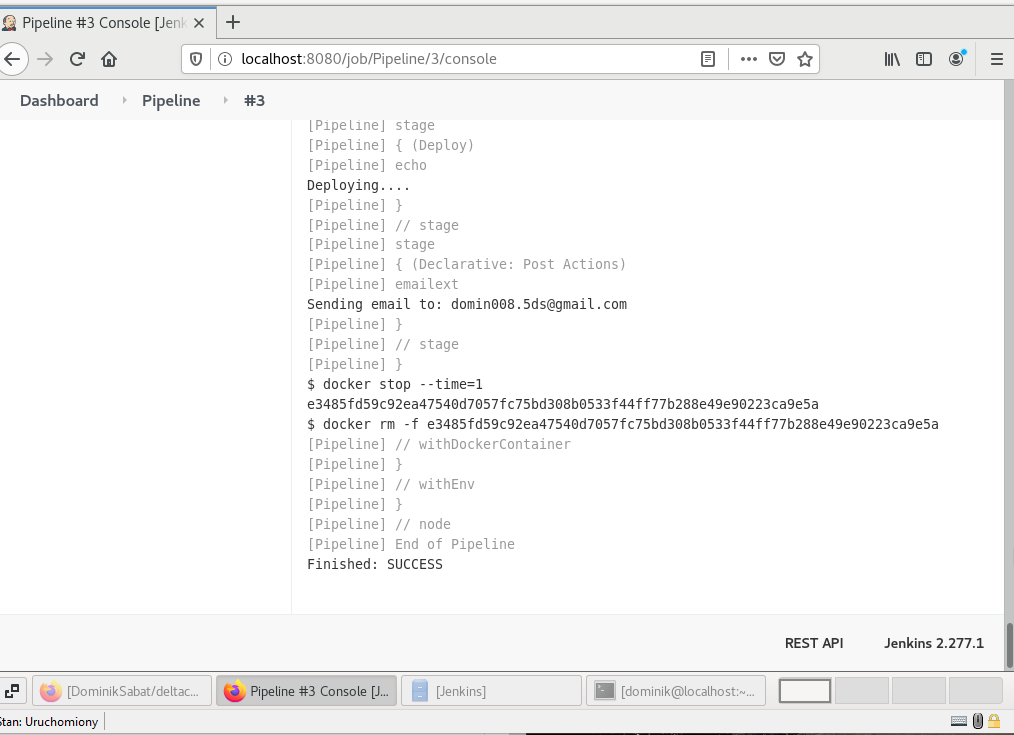 Pipeline #3 Console [Jenk
localhost:8080/job/Pipeline/3/console
Dashboard Pipeline #3
[Pipeline] stage
[Pipeline] { (Deploy)
[Pipeline] echo
Deploying....
[Pipeline] }
[Pipeline] // stage
[Pipeline] stage
[Pipeline] { (Declarative: Post Actions)
[Pipeline] emailext
Sending email to: domin008.5ds@gmail.com
[Pipeline] }
[Pipeline] // stage
[Pipeline] }
$ docker stop --time=1
e3485fd59c92ea47540d7057fc75bd308b0533f44ff77b288e49e90223ca9e5a
$ docker rm -f e3485fd59c92ea47540d7057fc75bd308b0533f44ff77b288e49e90223ca9e5a
[Pipeline] // withDockerContainer
[Pipeline] }
[Pipeline] // withEnv
[Pipeline] }
[Pipeline] // node
[Pipeline] End of Pipeline
Finished: SUCCESS
REST API Jenkins 2.277.1
[DominikSabat/deltac... Pipeline #3 Console [J... [Jenkins] [dominik@localhost:~...
Stan: Uruchomiony